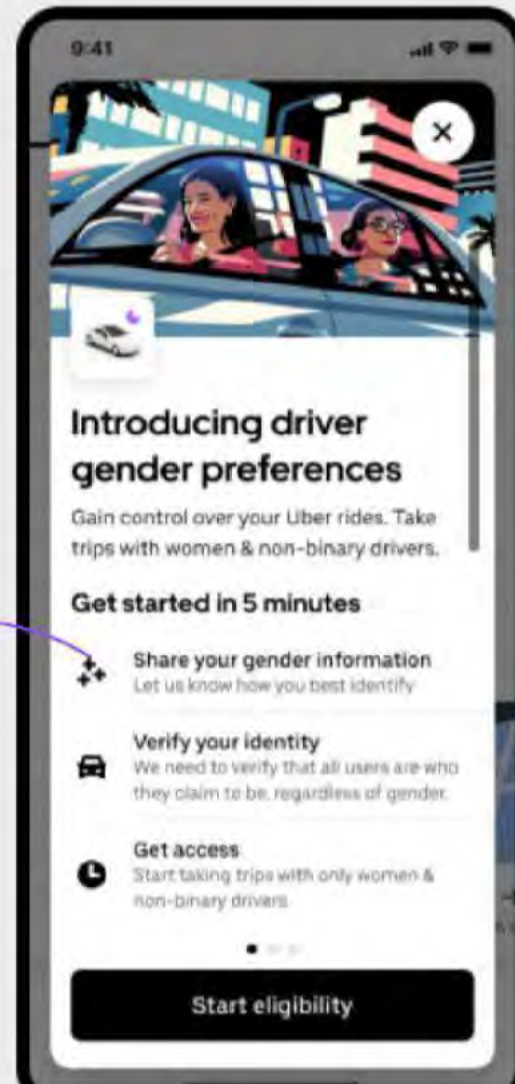 9:41
Introducing driver
gender preferences
Gain control over your Uber rides. Take
trips with women & non-binary drivers.
Get started in 5 minutes
Share your gender information
Let us know how you best identify
Verify your identity
We need to verify that all users are who
they claim to be, regardless of gender.
Get access
Start taking trips with only women &
non-binary drivers
Start eligibility